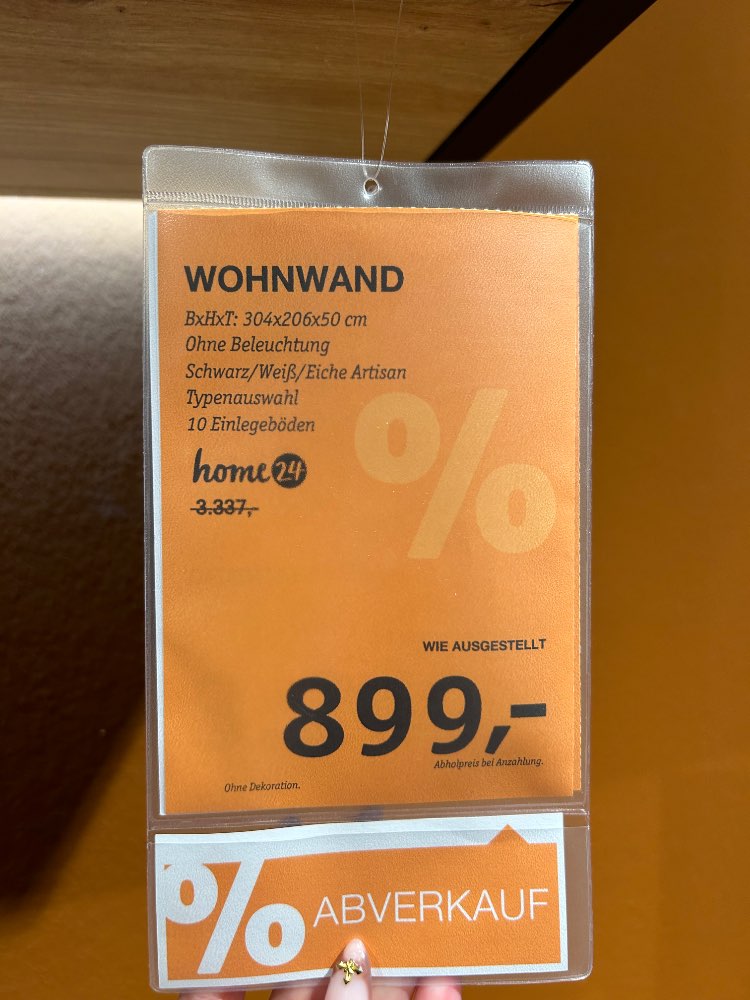 WOHNWAND
BxHxT: 304x206x50 cm
Ohne Beleuchtung
Schwarz/Weiß/Eiche Artisan
Typenauswahl
10 Einlegeböden
home24
3.337,-
%
WIE AUSGESTELLT
899,-
Abholpreis bei Anzahlung.
Ohne Dekoration.
% ABVERKAUF